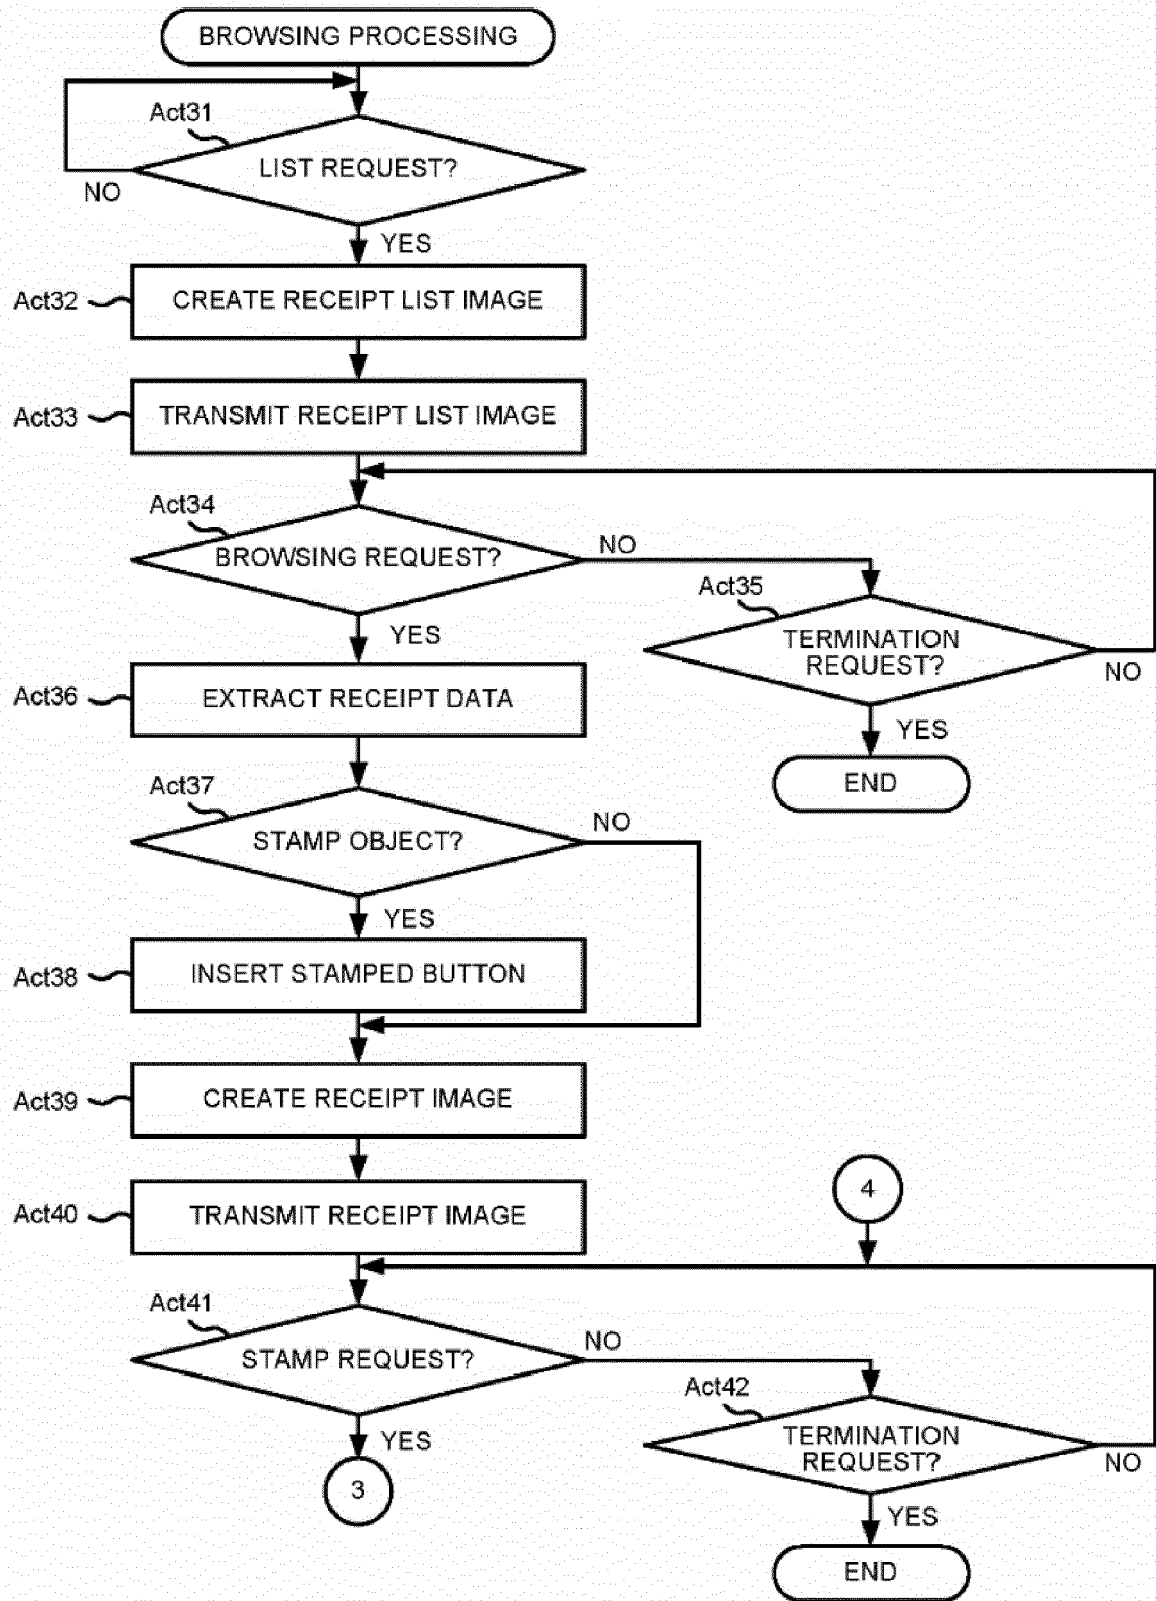 BROWSING PROCESSING
Act31
LIST REQUEST?
NO
YES
Act32
CREATE RECEIPT LIST IMAGE
Act33
TRANSMIT RECEIPT LIST IMAGE
Act34
BROWSING REQUEST?
NO
Act35
TERMINATION
REQUEST?
NO
YES
END
YES
Act36
EXTRACT RECEIPT DATA
Act37
STAMP OBJECT?
NO
YES
Act38
INSERT STAMPED BUTTON
Act39
CREATE RECEIPT IMAGE
Act40
TRANSMIT RECEIPT IMAGE
4
Act41
STAMP REQUEST?
NO
Act42
TERMINATION
REQUEST?
NO
YES
3
YES
END